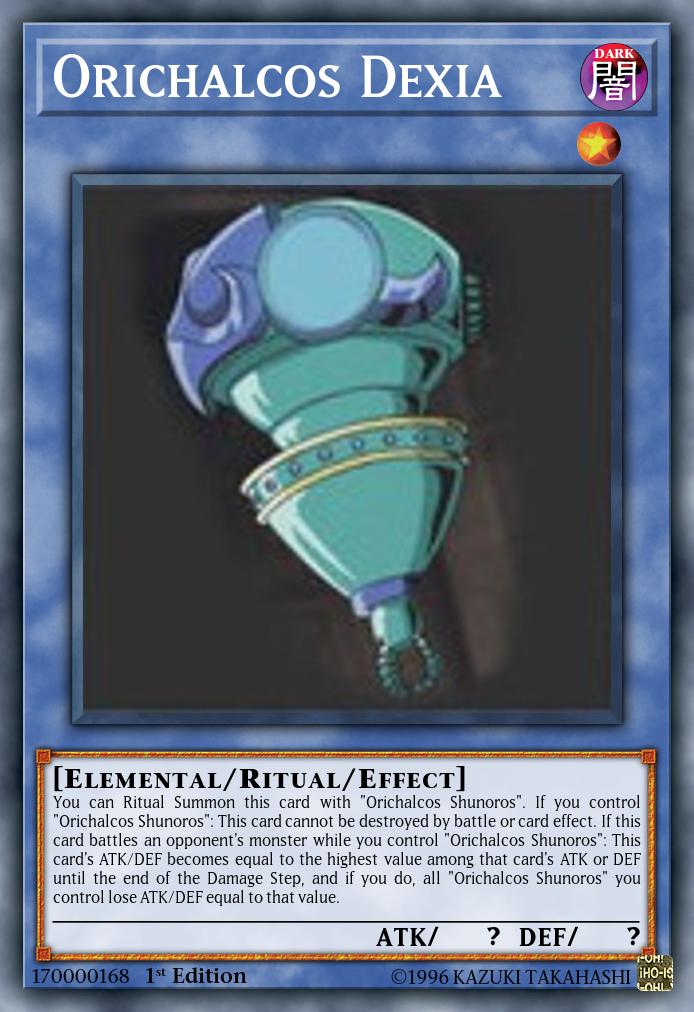 Orichalcos Dexia
DARK
闇
[Elemental/Ritual/Effect]
You can Ritual Summon this card with "Orichalcos Shunoros". If you control
"Orichalcos Shunoros": This card cannot be destroyed by battle or card effect. If this
card battles an opponent's monster while you control "Orichalcos Shunoros": This
card's ATK/DEF becomes equal to the highest value among that card's ATK or DEF
until the end of the Damage Step, and if you do, all "Orichalcos Shunoros" you
control lose ATK/DEF equal to that value.
ATK/ ? DEF/ ?
170000168 1st Edition ©1996 KAZUKI TAKAHASHI